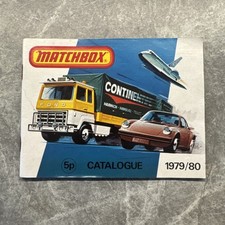 MATCHBOX
CONTINE
5p CATALOGUE 1979/80